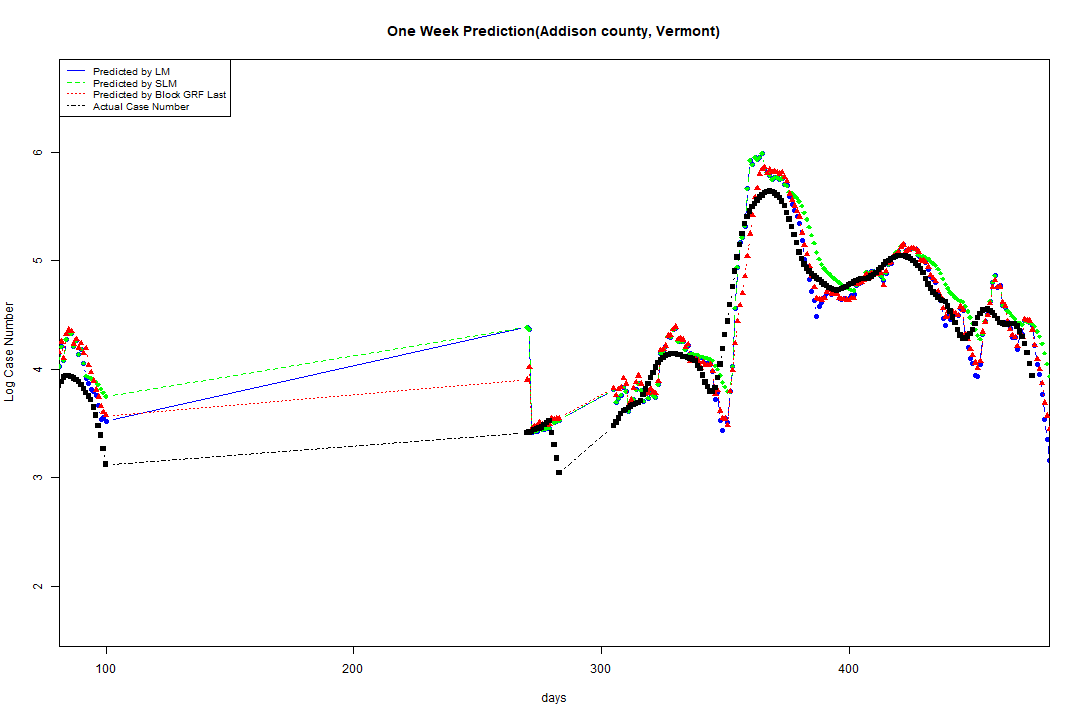 One Week Prediction(Addison county, Vermont)
Predicted by LM
Predicted by SLM
Predicted by Block GRF Last
Actual Case Number
6
5
4
3
2
Log Case Number
100 200 300 400
days